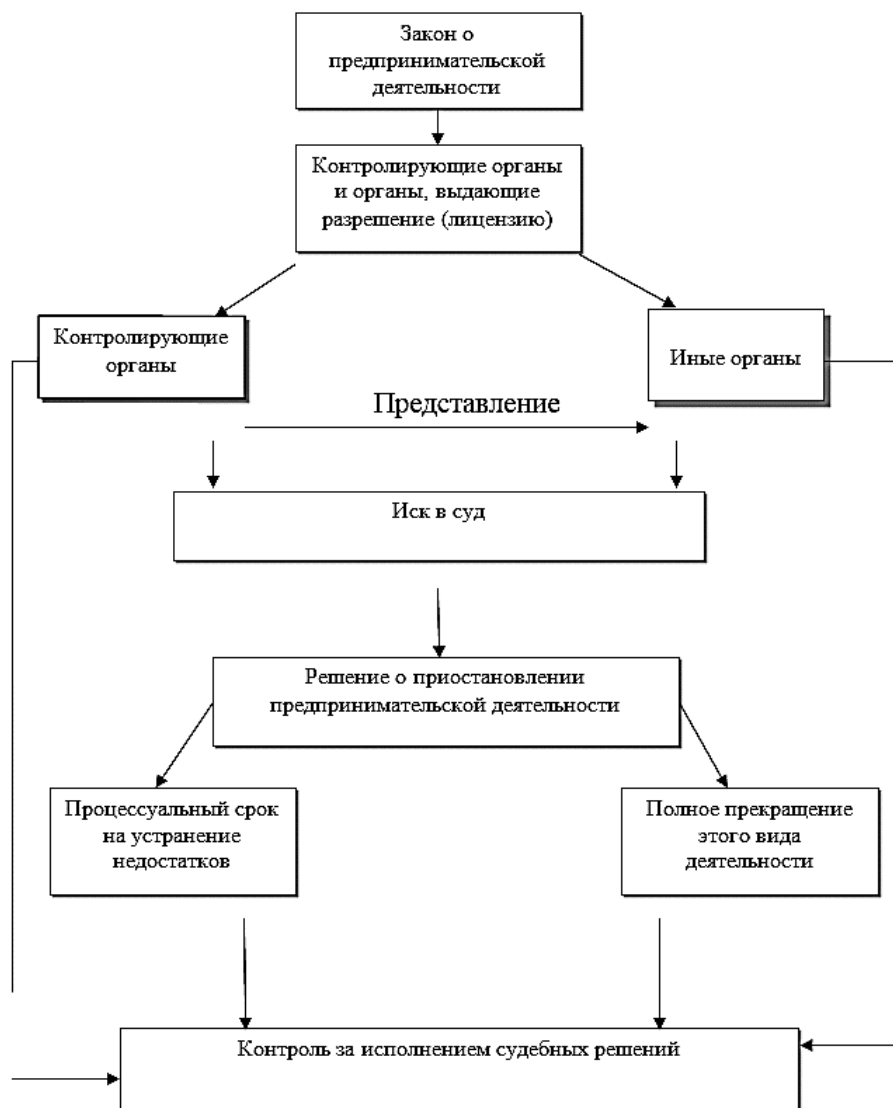 Закон о
предпринимательской
деятельности
Контролирующие органы
и органы, выдающие
разрешение (лицензию)
Контролирующие
органы
Иные органы
Представление
Иск в суд
Решение о приостановлении
предпринимательской деятельности
Процессуальный срок
на устранение
недостатков
Полное прекращение
этого вида
деятельности
Контроль за исполнением судебных решений